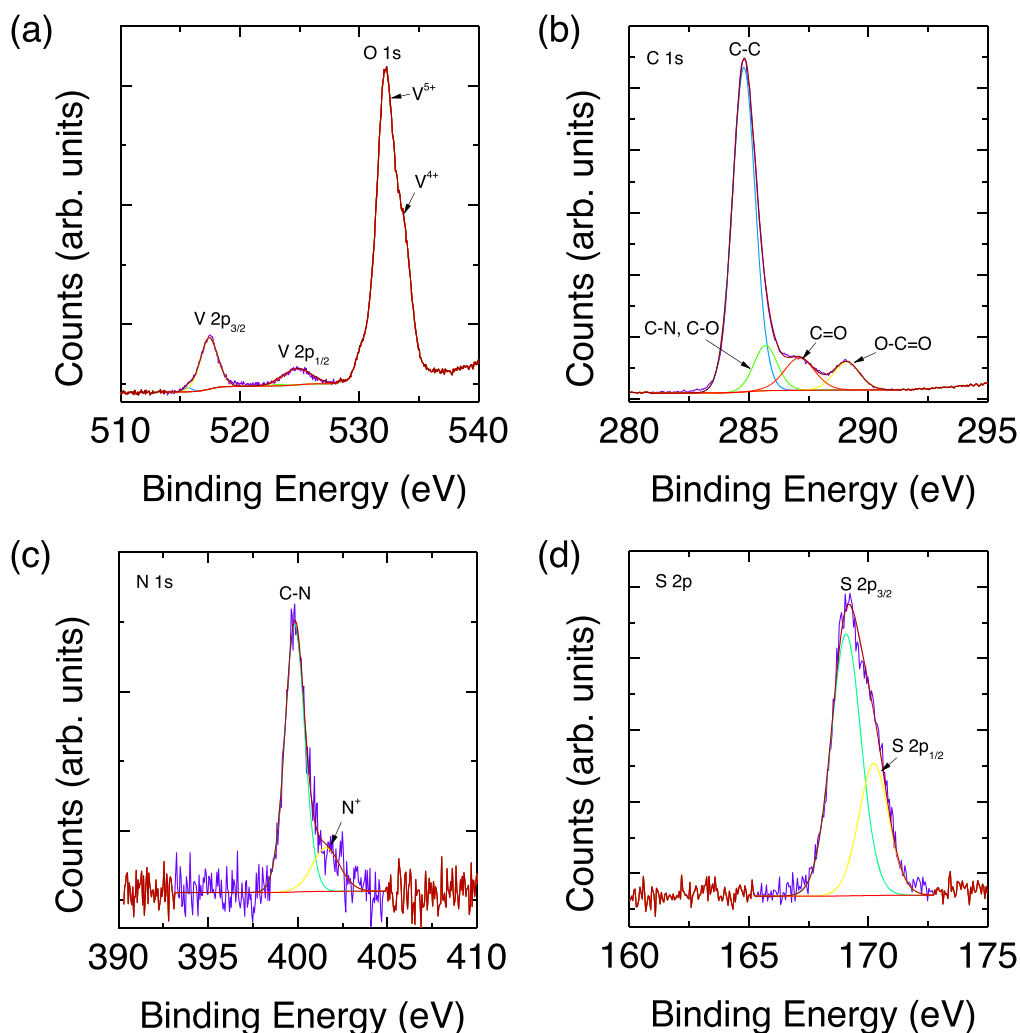 (a)
O 1s
V⁵⁺
V⁴⁺
V 2p₃/₂
V 2p₁/₂
Counts (arb. units)
510 520 530 540
Binding Energy (eV)
(b)
C 1s
C-C
C-N, C-O
C=O
O-C=O
Counts (arb. units)
280 285 290 295
Binding Energy (eV)
(c)
N 1s
C-N
N⁺
Counts (arb. units)
390 395 400 405 410
Binding Energy (eV)
(d)
S 2p
S 2p₃/₂
S 2p₁/₂
Counts (arb. units)
160 165 170 175
Binding Energy (eV)